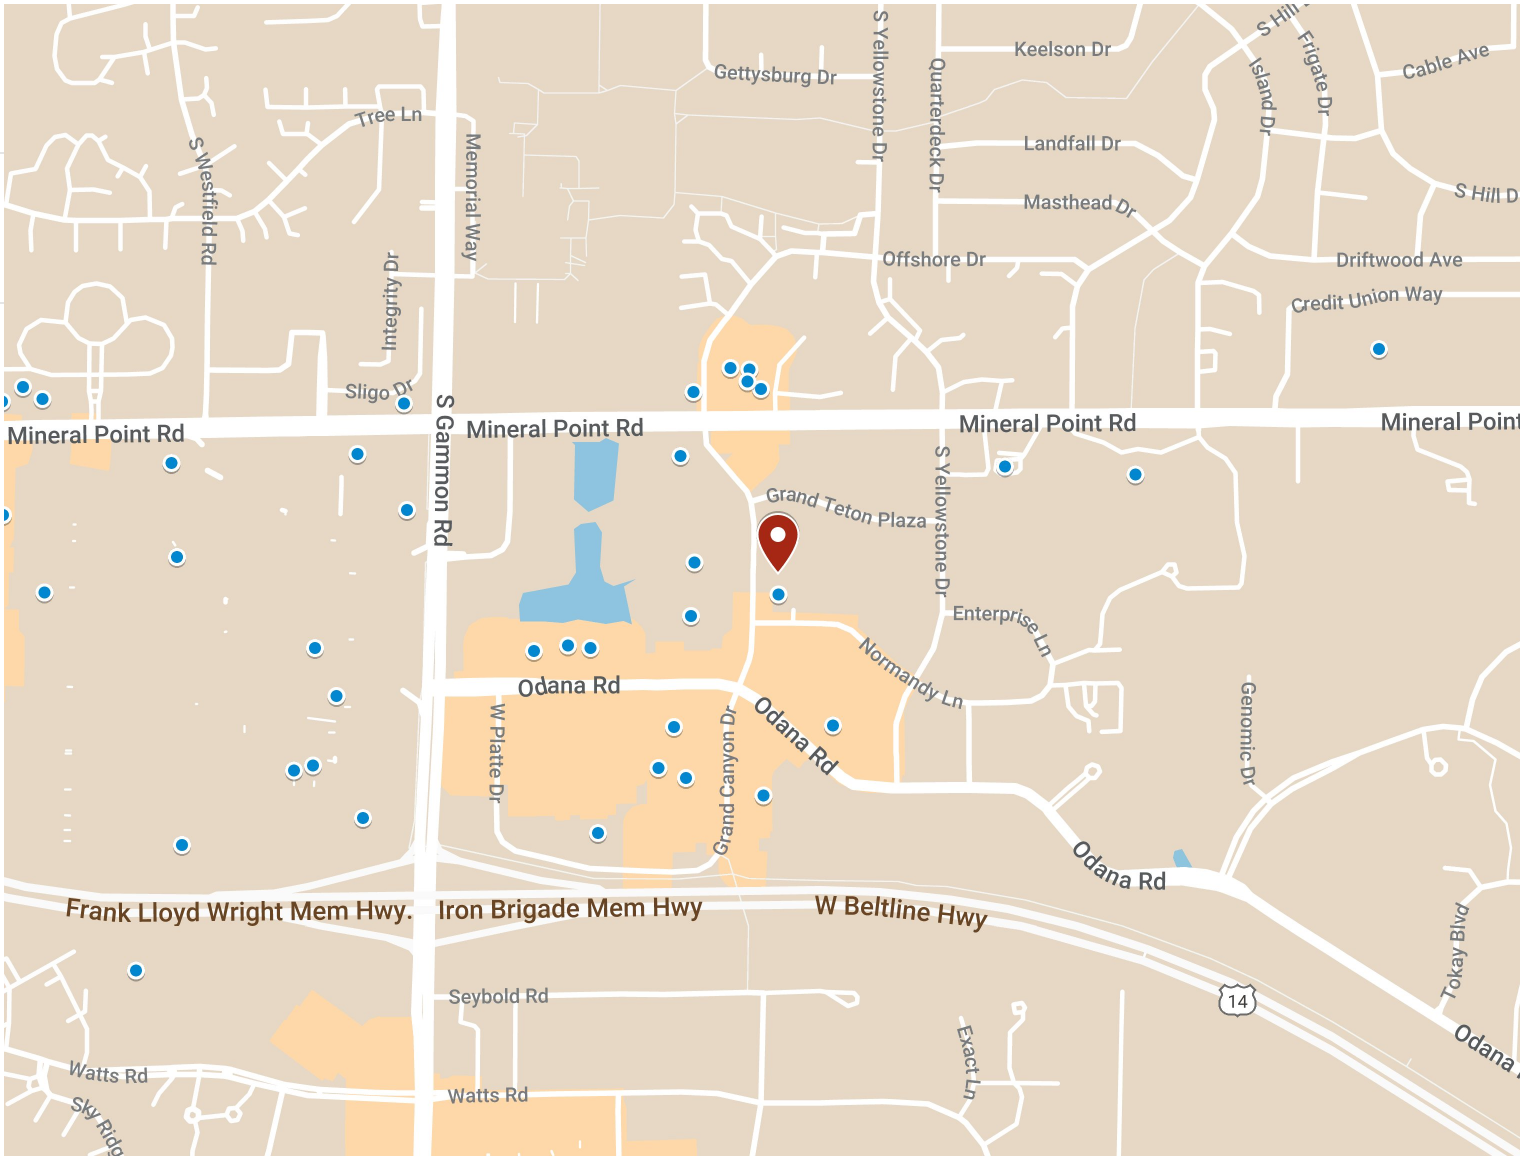 S Hill
S Yellowstone Dr
Keelson Dr
Frigate Dr
Cable Ave
Gettysburg Dr
Quarterdeck Dr
Island Dr
Tree Ln
S Westfield Rd
Memorial Way
Landfall Dr
S Hill D
Masthead Dr
Offshore Dr
Driftwood Ave
Integrity Dr
Credit Union Way
Sligo Dr
S Gammon Rd
Mineral Point Rd
Mineral Point Rd
Mineral Point Rd
Mineral Point
S Yellowstone Dr
Grand Teton Plaza
Enterprise Ln
Normandy Ln
Odana Rd
W Platte Dr
Grand Canyon Dr
Odana Rd
Genomic Dr
Odana Rd
Frank Lloyd Wright Mem Hwy.
Iron Brigade Mem Hwy
W Beltline Hwy
Tokay Blvd
Seybold Rd
14
Odana
Exact Ln
Watts Rd
Watts Rd
Sky Ridg